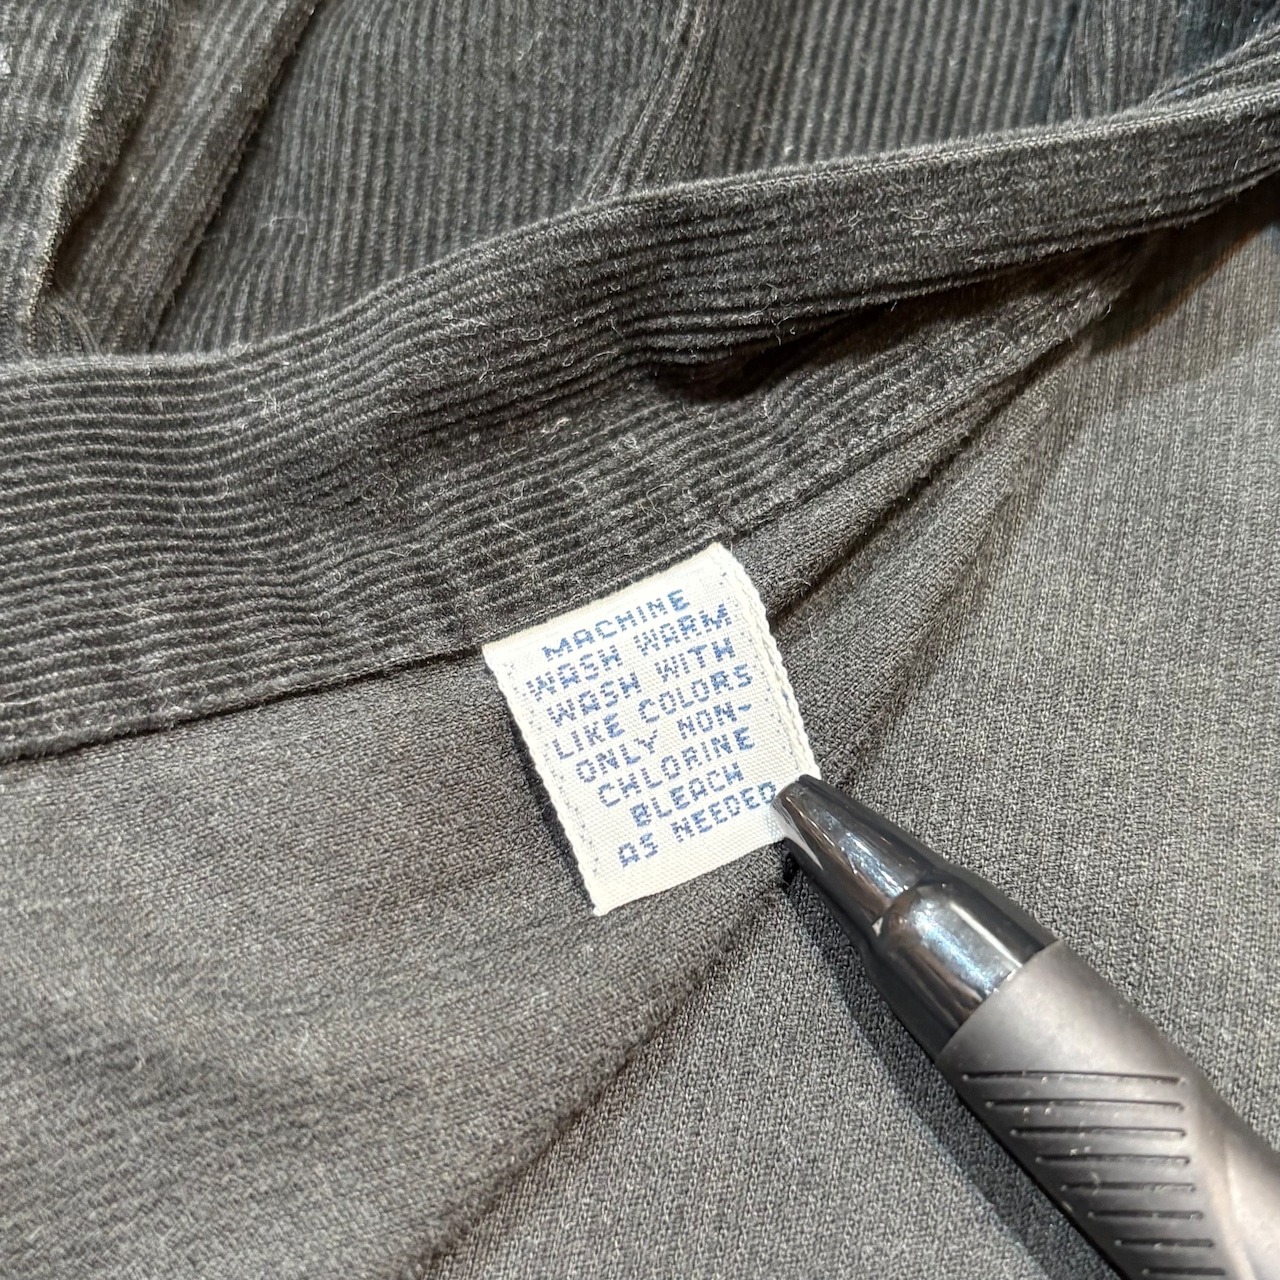 MACHINE
WASH WARM
WASH WITH
LIKE COLORS
ONLY NON-
CHLORINE
BLEACH
AS NEEDED